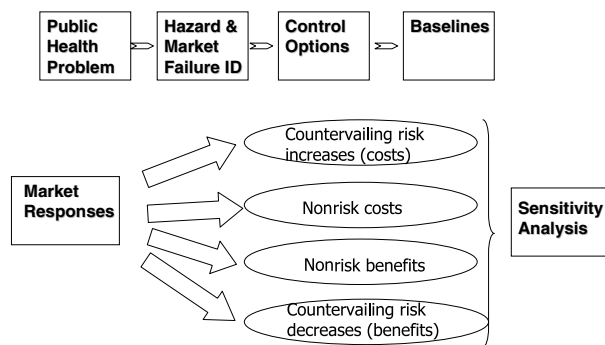 Public
Health
Problem
Hazard &
Market
Failure ID
Control
Options
Baselines
Market
Responses
Countervailing risk
increases (costs)
Nonrisk costs
Nonrisk benefits
Countervailing risk
decreases (benefits)
Sensitivity
Analysis